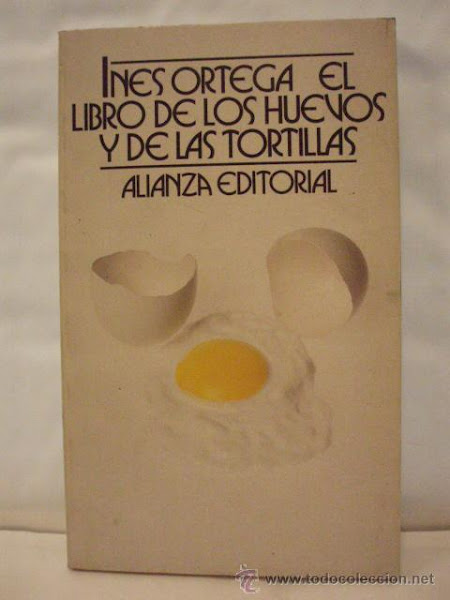 INES ORTEGA EL
LIBRO DE LOS HUEVOS
Y DE LAS TORTILLAS
ALIANZA EDITORIAL
www.todocoleccion.net